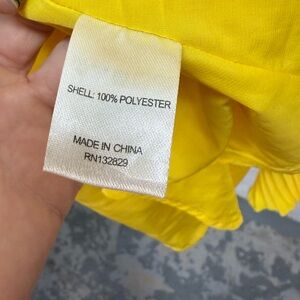 SHELL: 100% POLYESTER
MADE IN CHINA
RN132829